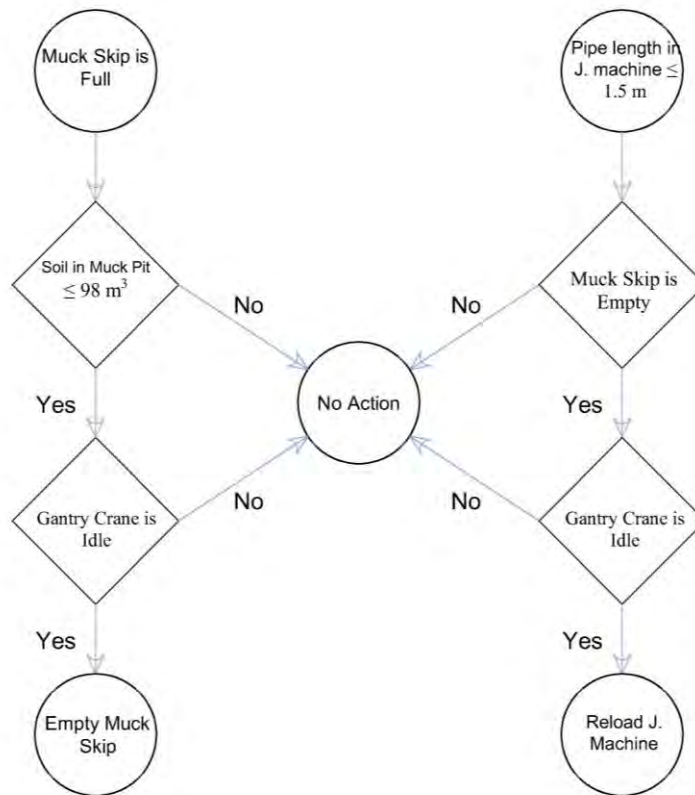 Muck Skip is
Full
Pipe length in
J. machine ≤
1.5 m
Soil in Muck Pit
≤ 98 m³
Muck Skip is
Empty
No
No
No Action
Yes
Yes
Gantry Crane is
Idle
No
No
Gantry Crane is
Idle
Yes
Yes
Empty Muck
Skip
Reload J.
Machine